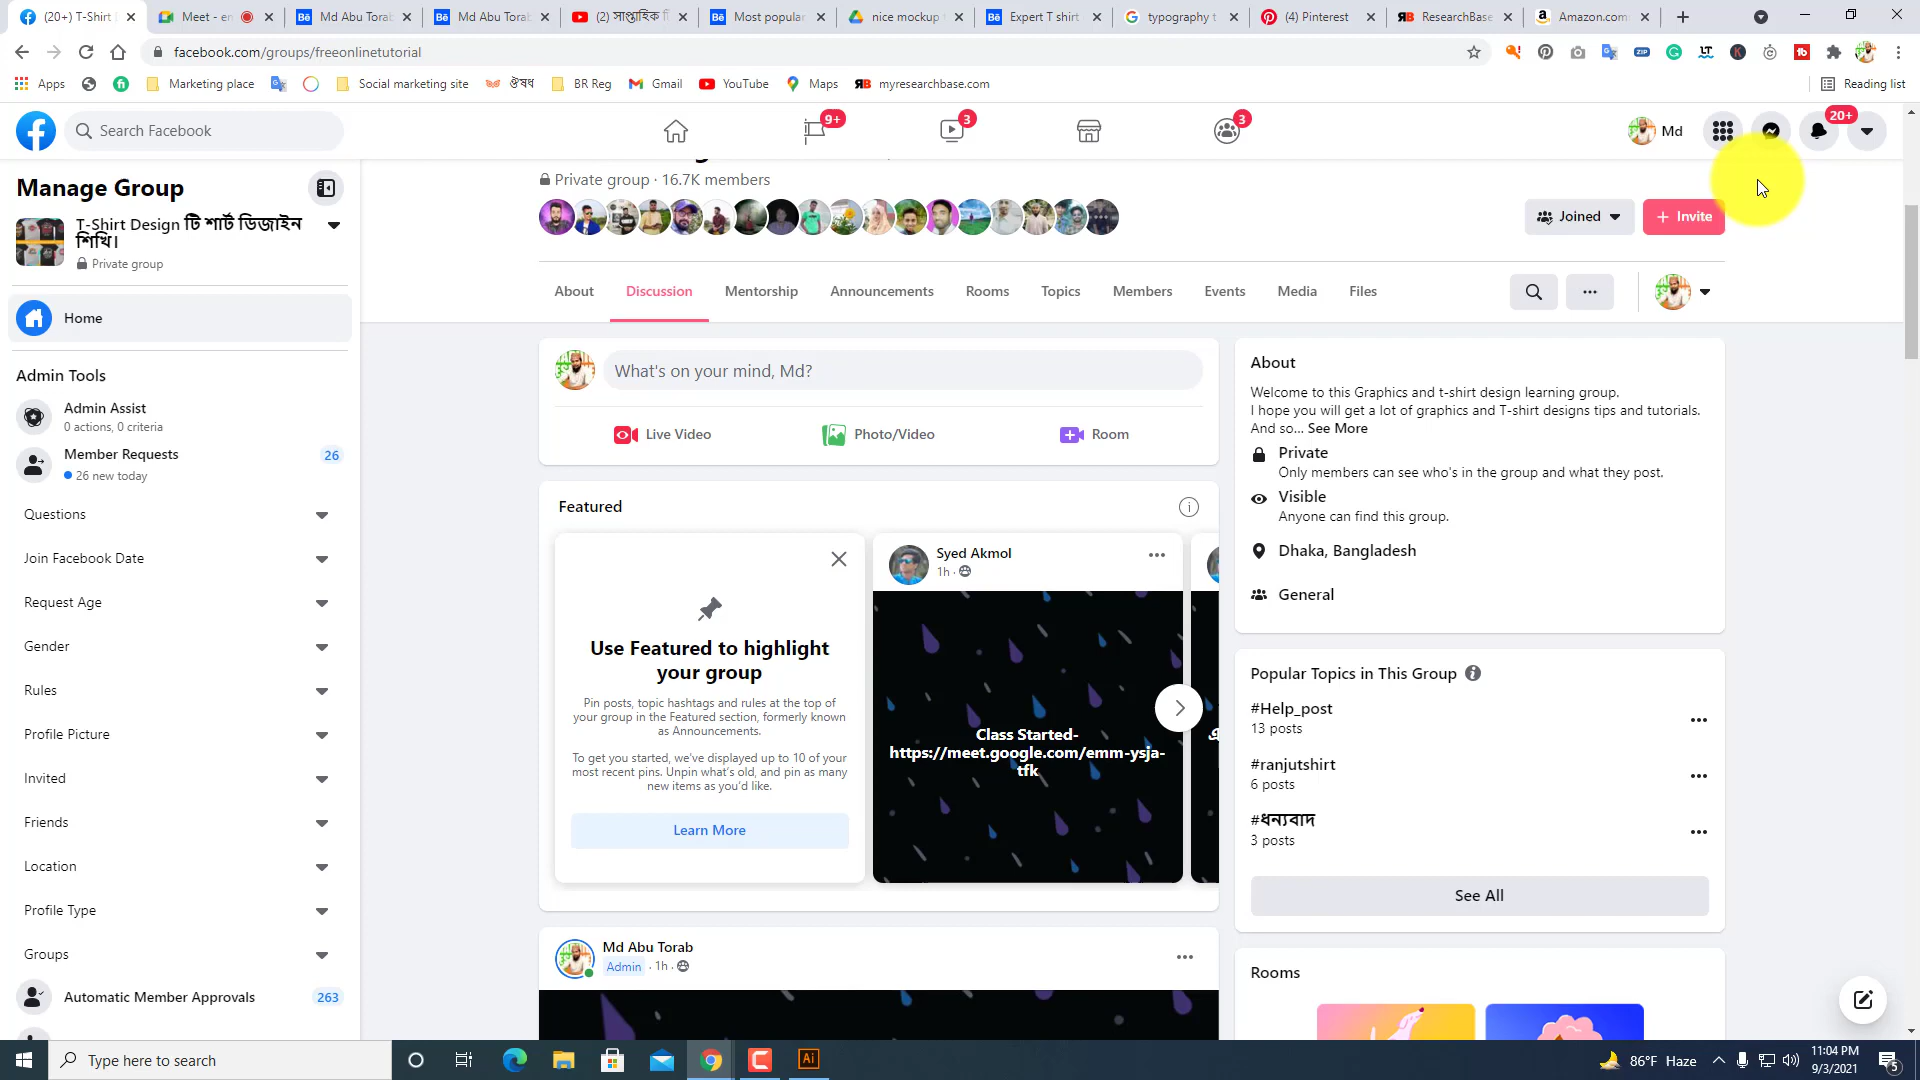 (20+) T-Shirt
Meet - en
Md Abu Torab
Md Abu Torab
(2) সাপ্তাহিক
Most popular
nice mockup
Expert T shirt
typography t
(4) Pinterest
ResearchBase
Amazon.com
facebook.com/groups/freeonlinetutorial
Apps
Marketing place
Social marketing site
ঔষধ
BR Reg
Gmail
YouTube
Maps
myresearchbase.com
Reading list
Search Facebook
9+
3
3
Md
20+
Manage Group
T-Shirt Design টি শার্ট ডিজাইন
শিখি।
Private group
Home
Admin Tools
Admin Assist
0 actions, 0 criteria
Member Requests
26
26 new today
Questions
Join Facebook Date
Request Age
Gender
Rules
Profile Picture
Invited
Friends
Location
Profile Type
Groups
Automatic Member Approvals
263
Private group · 16.7K members
Joined
+ Invite
About
Discussion
Mentorship
Announcements
Rooms
Topics
Members
Events
Media
Files
What's on your mind, Md?
Live Video
Photo/Video
Room
Featured
Use Featured to highlight
your group
Pin posts, topic hashtags and rules at the top of
your group in the Featured section, formerly known
as Announcements.
To get you started, we've displayed up to 10 of your
most recent pins. Unpin what's old, and pin as many
new items as you'd like.
Learn More
Syed Akmol
1h ·
Class Started-
https://meet.google.com/emm-ysja-
tfk
Md Abu Torab
Admin · 1h ·
About
Welcome to this Graphics and t-shirt design learning group.
I hope you will get a lot of graphics and T-shirt designs tips and tutorials.
And so... See More
Private
Only members can see who's in the group and what they post.
Visible
Anyone can find this group.
Dhaka, Bangladesh
General
Popular Topics in This Group
#Help_post
13 posts
#ranjutshirt
6 posts
#ধন্যবাদ
3 posts
See All
Rooms
Type here to search
86°F Haze
11:04 PM
9/3/2021
5